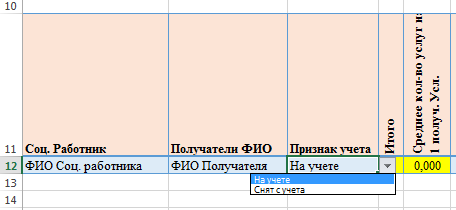 10
Среднее кол-во услуг на
1 получ. Усл.
11 Соц. Работник Получатели ФИО Признак учета Итого
12 ФИО Соц. работника ФИО Получателя На учете 0,000
На учете
13 Снят с учета
14